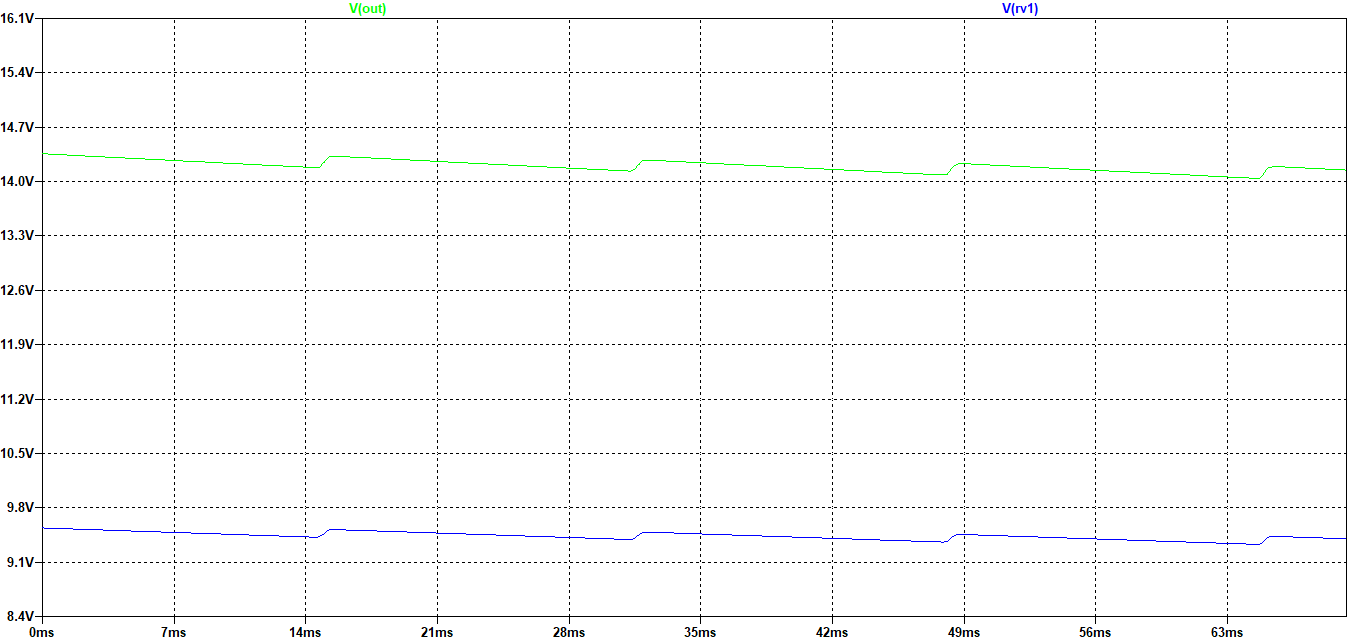 V(out) V(rv1)
16.1V
15.4V
14.7V
14.0V
13.3V
12.6V
11.9V
11.2V
10.5V
9.8V
9.1V
8.4V
0ms 7ms 14ms 21ms 28ms 35ms 42ms 49ms 56ms 63ms